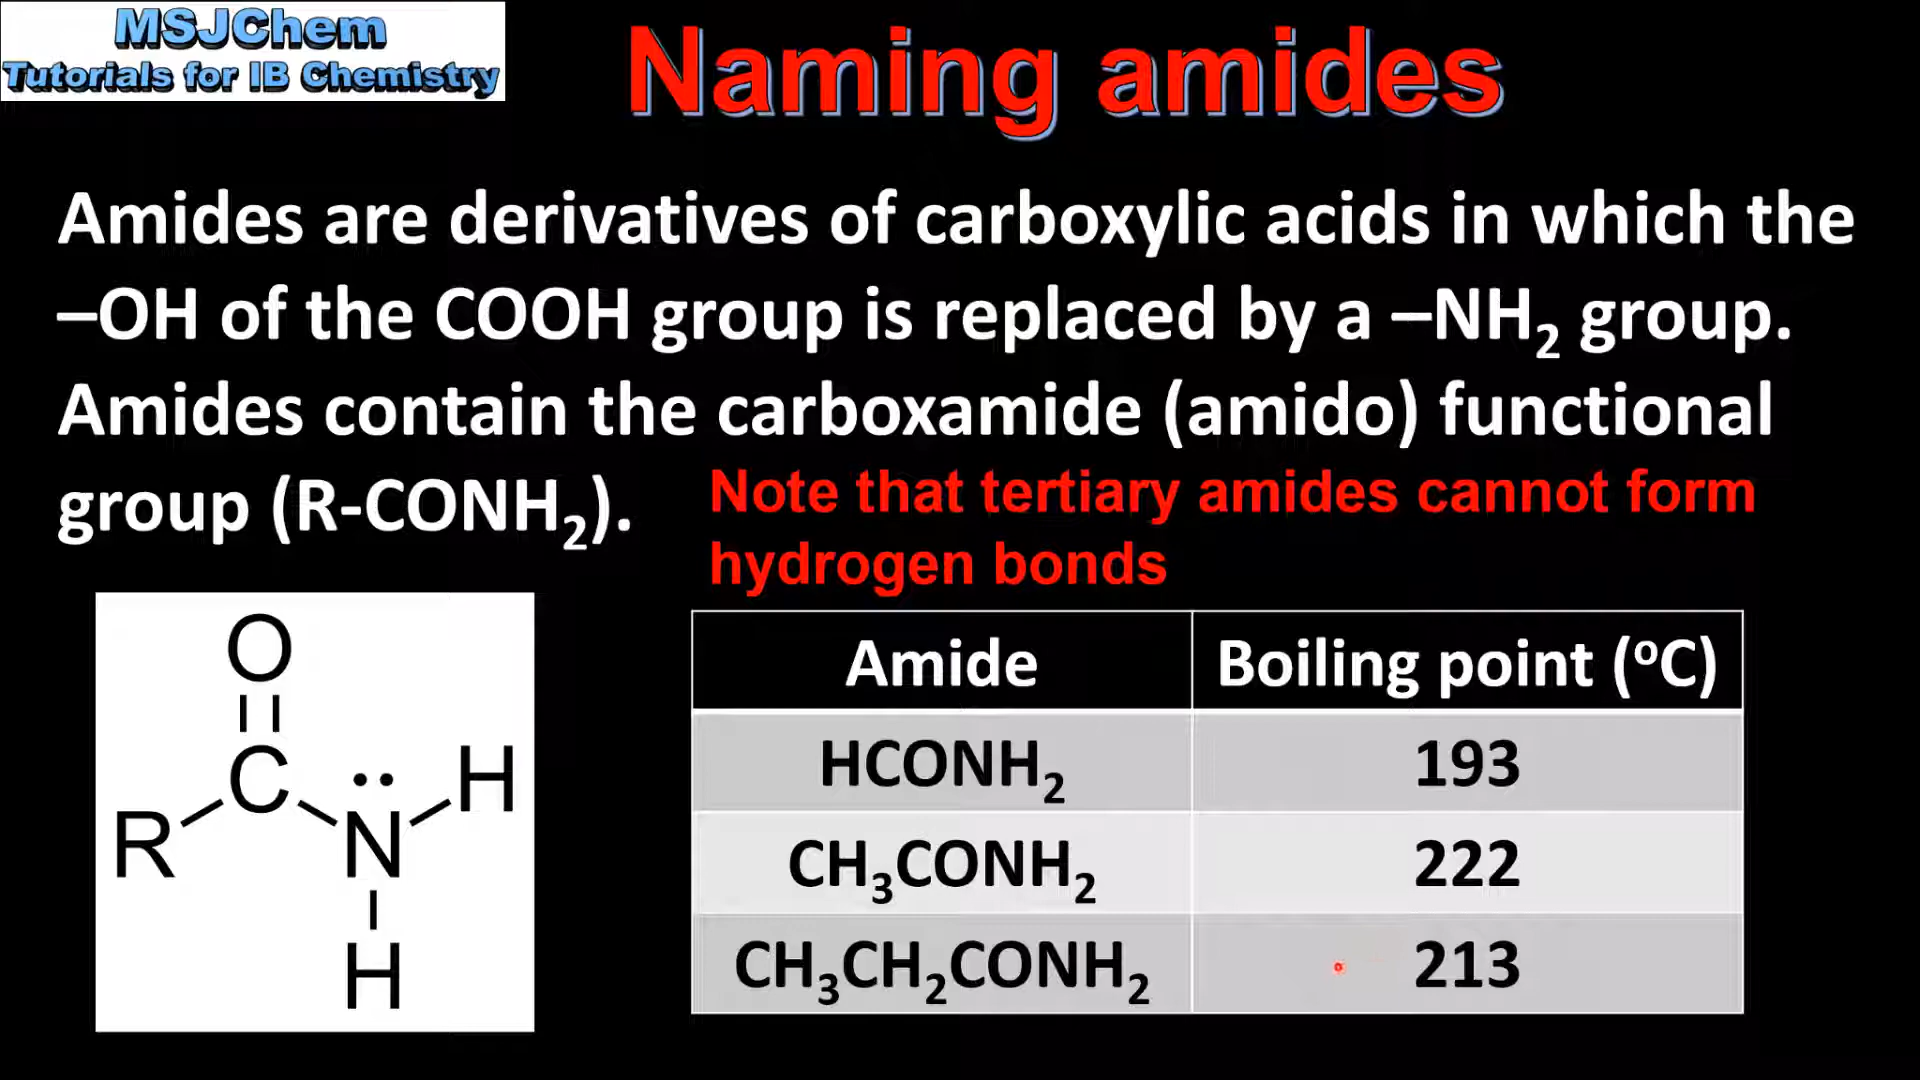 MSJChem
Tutorials for IB Chemistry
Naming amides
Amides are derivatives of carboxylic acids in which the
–OH of the COOH group is replaced by a –NH₂ group.
Amides contain the carboxamide (amido) functional
group (R-CONH₂).
Note that tertiary amides cannot form
hydrogen bonds
O
C
H
R
N
H
Amide Boiling point (ºC)
HCONH₂ 193
CH₃CONH₂ 222
CH₃CH₂CONH₂ 213